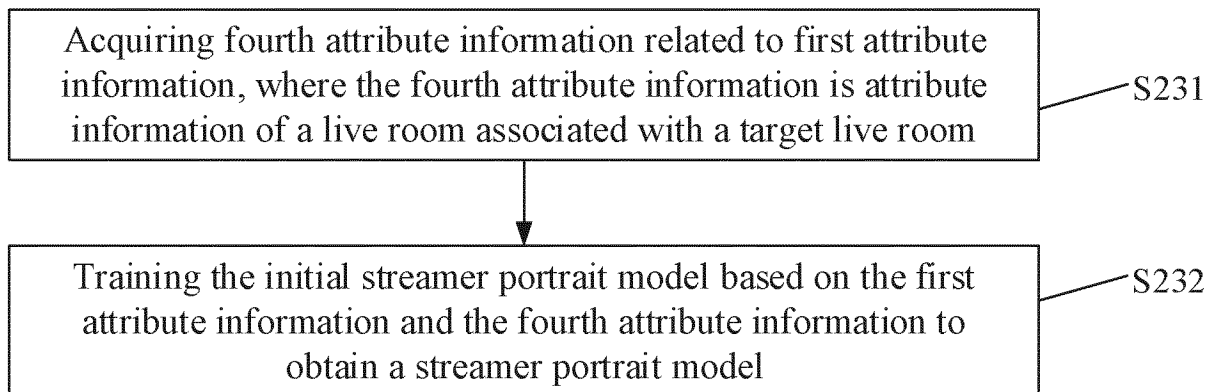 Acquiring fourth attribute information related to first attribute
information, where the fourth attribute information is attribute
information of a live room associated with a target live room
S231
Training the initial streamer portrait model based on the first
attribute information and the fourth attribute information to
obtain a streamer portrait model
S232